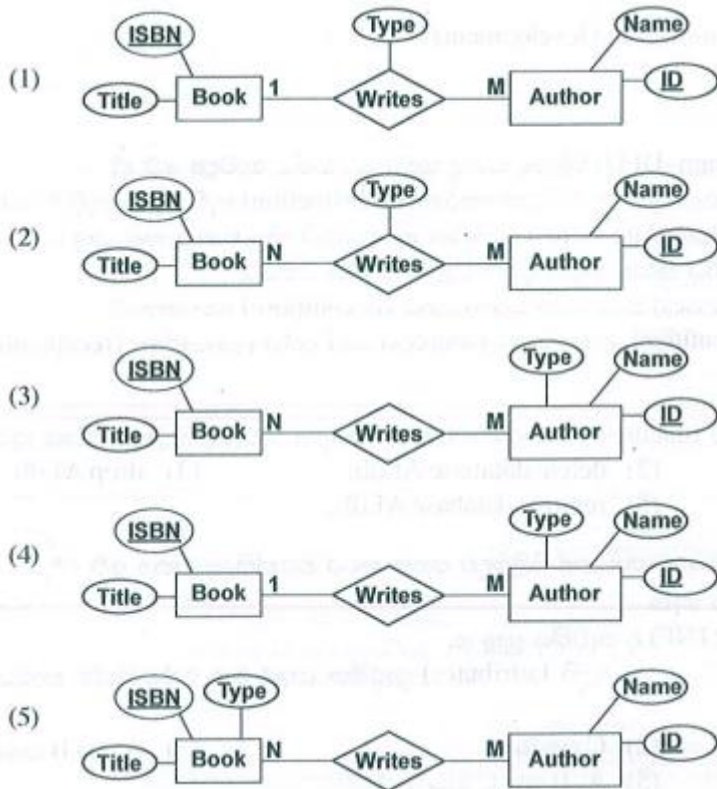 Type
Name
ISBN
(1)
Title
Book
1
Writes
M
Author
ID
Type
Name
ISBN
(2)
Title
Book
N
Writes
M
Author
ID
Type
Name
ISBN
(3)
Title
Book
N
Writes
M
Author
ID
Type
Name
ISBN
(4)
Title
Book
1
Writes
M
Author
ID
ISBN
Type
Name
(5)
Title
Book
N
Writes
M
Author
ID